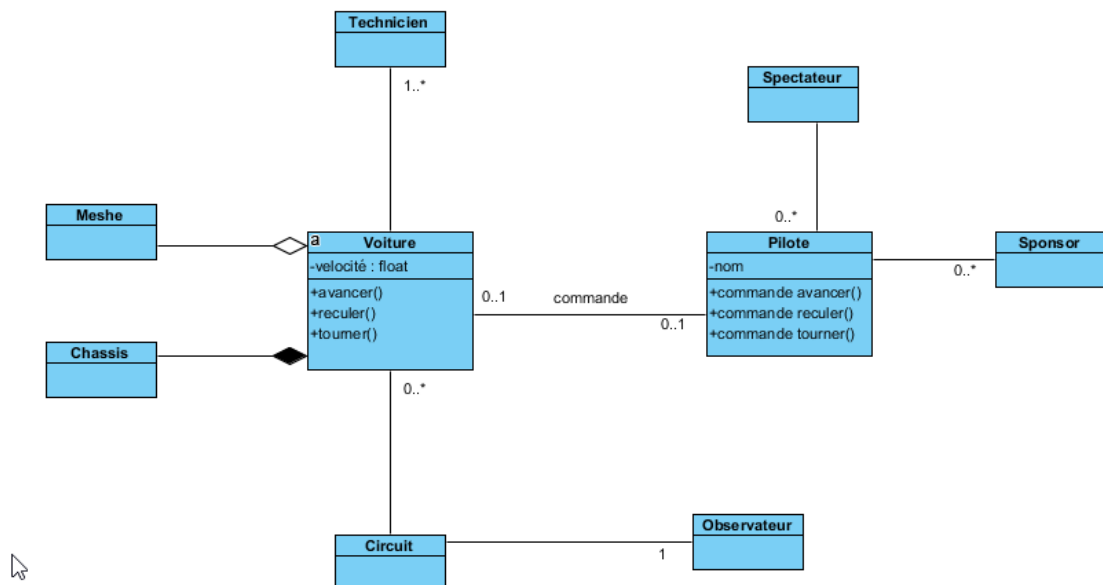 Technicien
1..*
Spectateur
0..*
Meshe
a
Voiture
-velocité : float
+avancer()
+reculer()
+tourner()
0..1
commande
0..1
Pilote
-nom
+commande avancer()
+commande reculer()
+commande tourner()
Sponsor
0..*
Chassis
0..*
Circuit
1
Observateur